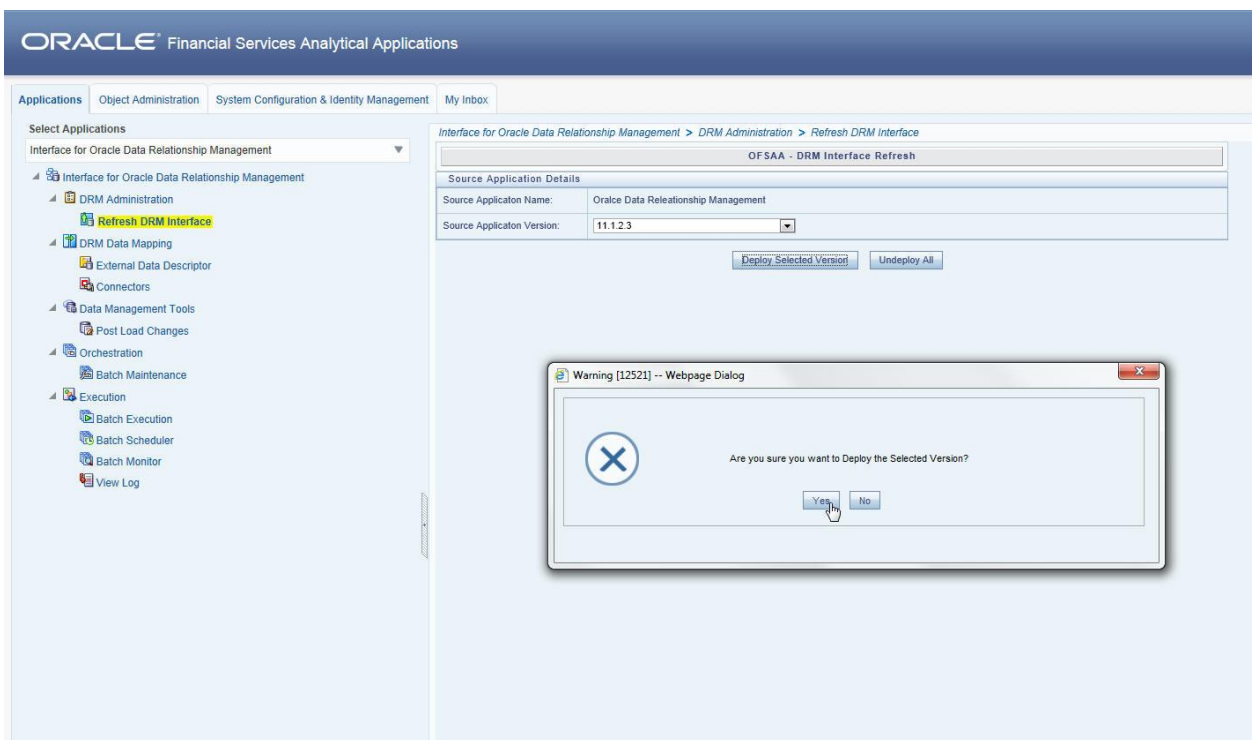 ORACLE® Financial Services Analytical Applications
Applications Object Administration System Configuration & Identity Management My Inbox
Select Applications
Interface for Oracle Data Relationship Management
Interface for Oracle Data Relationship Management
DRM Administration
Refresh DRM Interface
DRM Data Mapping
External Data Descriptor
Connectors
Data Management Tools
Post Load Changes
Orchestration
Batch Maintenance
Execution
Batch Execution
Batch Scheduler
Batch Monitor
View Log
Interface for Oracle Data Relationship Management > DRM Administration > Refresh DRM Interface
OFSAA - DRM Interface Refresh
Source Application Details
Source Applicaton Name: Oralce Data Releationship Management
Source Applicaton Version: 11.1.2.3
Deploy Selected Version Undeploy All
Warning [12521] -- Webpage Dialog
Are you sure you want to Deploy the Selected Version?
Yes No